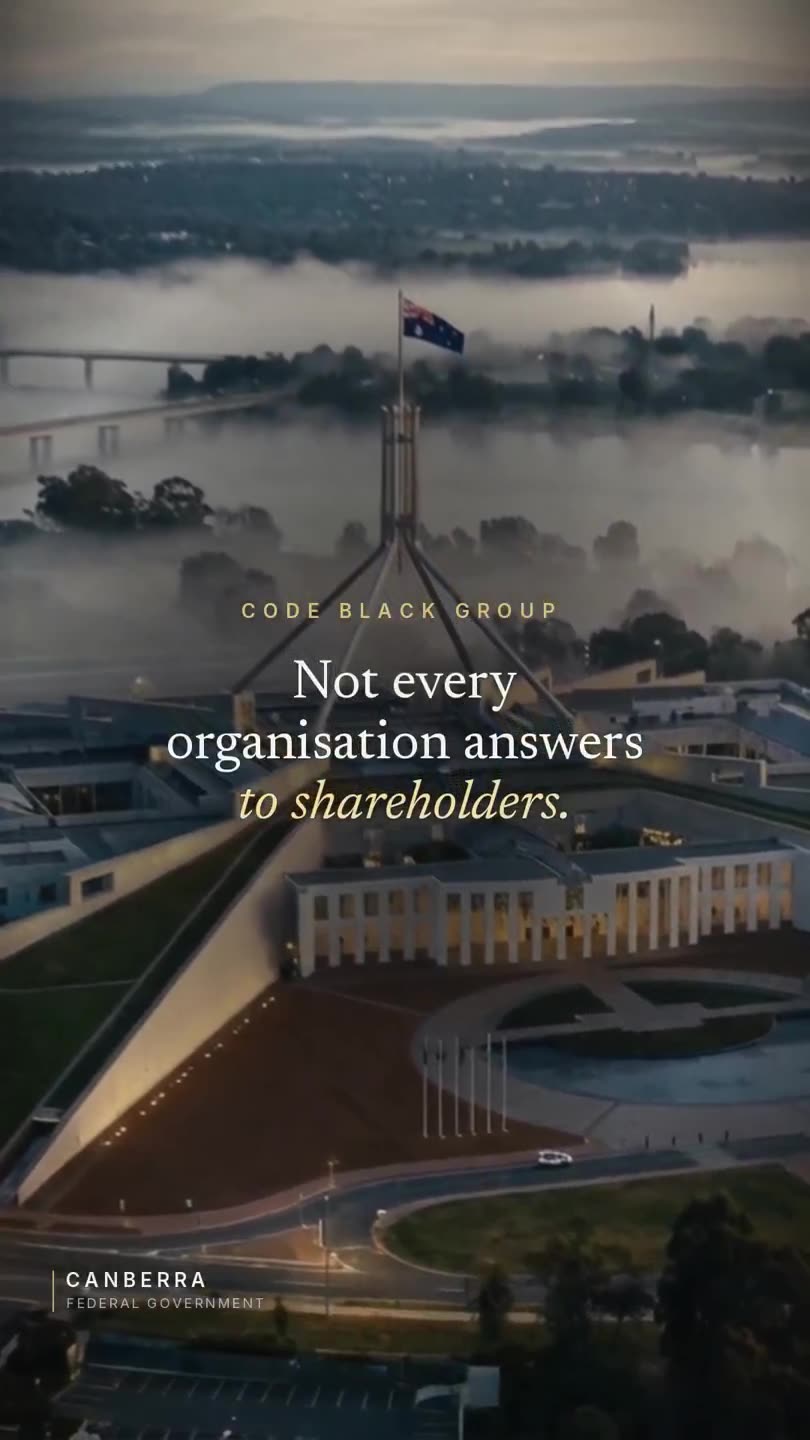 CODE BLACK GROUP
Not every
organisation answers
to shareholders.
CANBERRA
FEDERAL GOVERNMENT